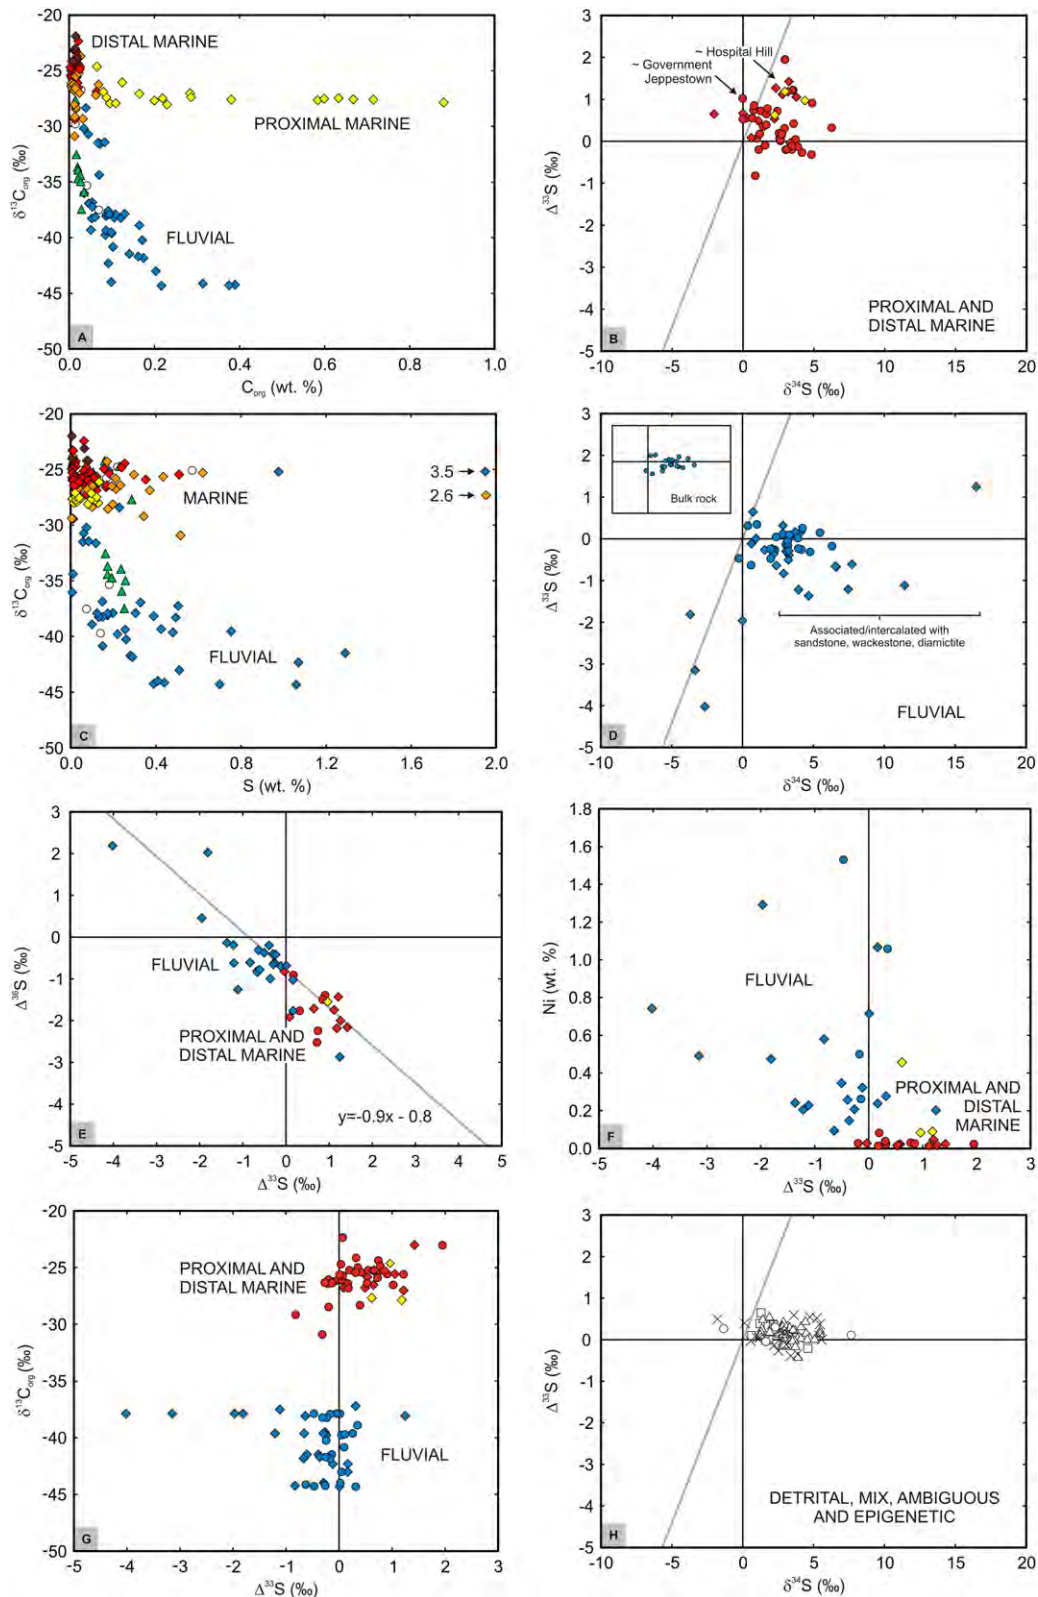 -20
-25
-30
-35
-40
-45
-50
δ¹³Corg (‰)
DISTAL MARINE
PROXIMAL MARINE
FLUVIAL
A
0.0 0.2 0.4 0.6 0.8 1.0
Corg (wt. %)
3
2
1
0
-1
-2
-3
-4
-5
Δ³³S (‰)
~ Hospital Hill
~ Government
Jeppestown
PROXIMAL AND
DISTAL MARINE
B
-10 -5 0 5 10 15 20
δ³⁴S (‰)
-20
-25
-30
-35
-40
-45
-50
δ¹³Corg (‰)
3.5
2.6
MARINE
FLUVIAL
C
0.0 0.4 0.8 1.2 1.6 2.0
S (wt. %)
3
2
1
0
-1
-2
-3
-4
-5
Δ³³S (‰)
Bulk rock
Associated/intercalated with
sandstone, wackestone, diamictite
FLUVIAL
D
-10 -5 0 5 10 15 20
δ³⁴S (‰)
3
2
1
0
-1
-2
-3
-4
-5
Δ³⁶S (‰)
FLUVIAL
PROXIMAL AND
DISTAL MARINE
y=-0.9x - 0.8
E
-5 -4 -3 -2 -1 0 1 2 3 4 5
Δ³³S (‰)
1.8
1.6
1.4
1.2
1.0
0.8
0.6
0.4
0.2
0.0
Ni (wt. %)
FLUVIAL
PROXIMAL AND
DISTAL
MARINE
F
-5 -4 -3 -2 -1 0 1 2 3
Δ³³S (‰)
-20
-25
-30
-35
-40
-45
-50
δ¹³Corg (‰)
PROXIMAL AND
DISTAL MARINE
FLUVIAL
G
-5 -4 -3 -2 -1 0 1 2 3
Δ³³S (‰)
3
2
1
0
-1
-2
-3
-4
-5
Δ³³S (‰)
DETRITAL, MIX, AMBIGUOUS
AND EPIGENETIC
H
-10 -5 0 5 10 15 20
δ³⁴S (‰)